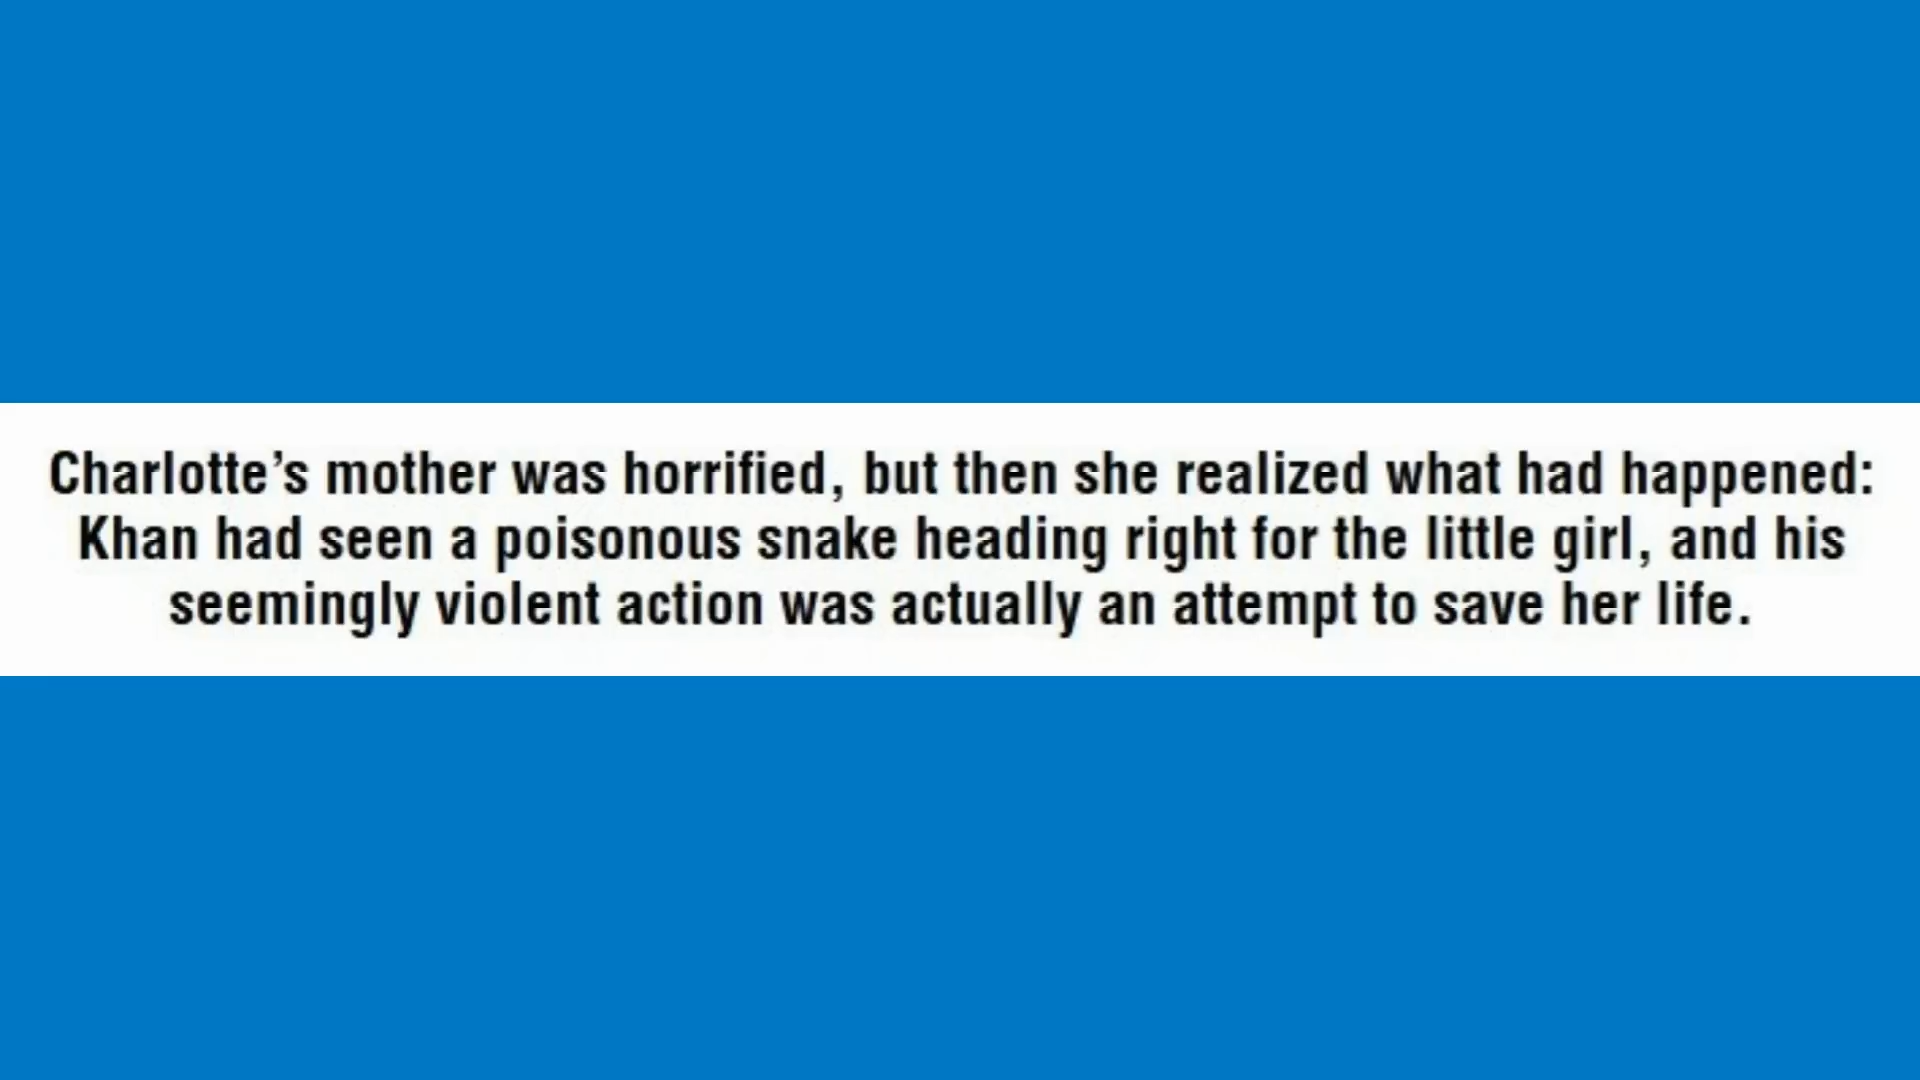 Charlotte’s mother was horrified, but then she realized what had happened:
Khan had seen a poisonous snake heading right for the little girl, and his
seemingly violent action was actually an attempt to save her life.